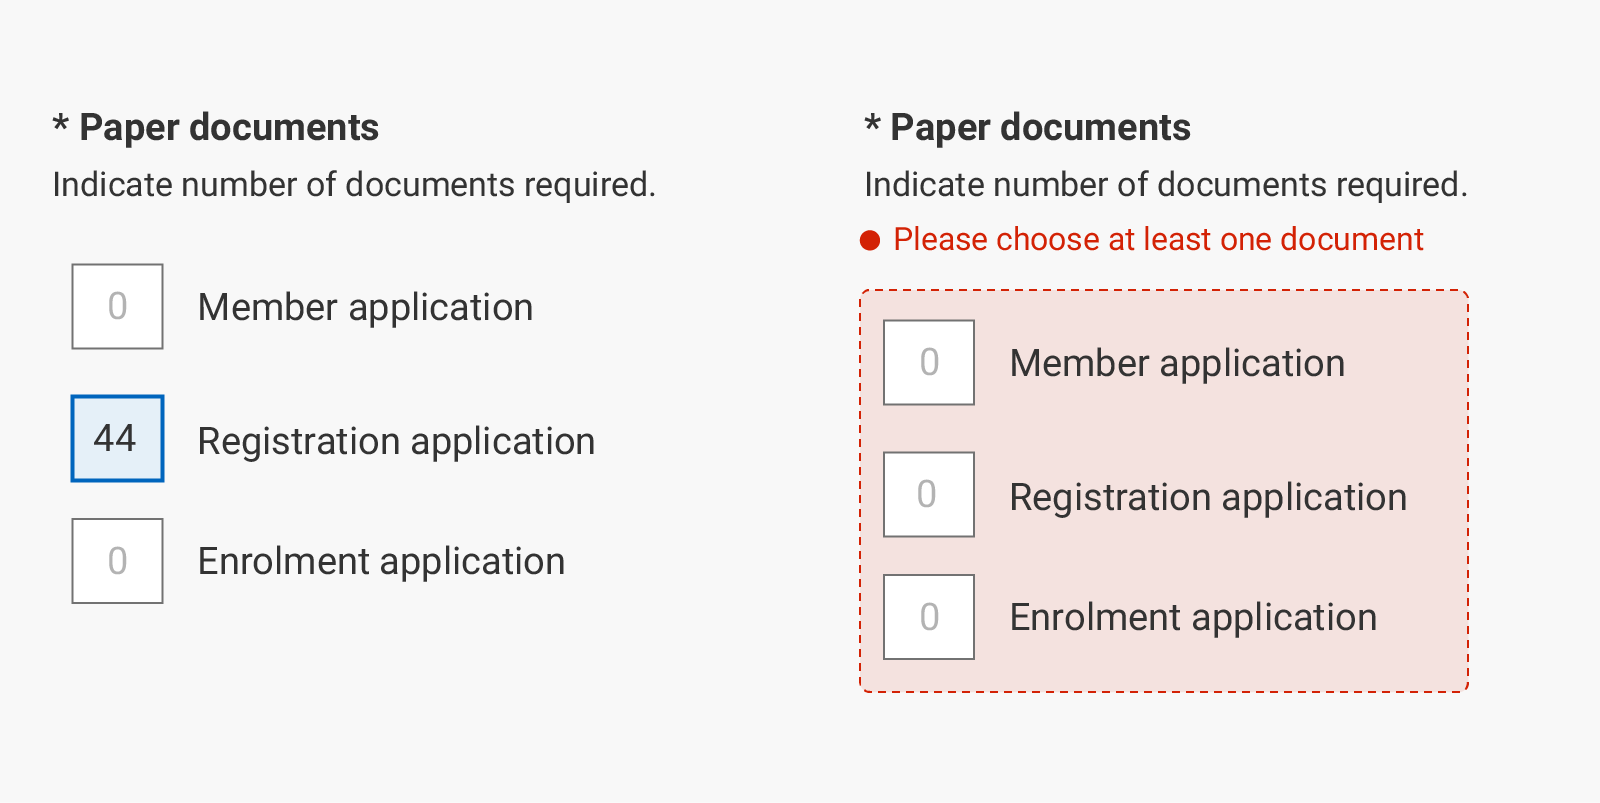 * Paper documents
Indicate number of documents required.
0 Member application
44 Registration application
0 Enrolment application
* Paper documents
Indicate number of documents required.
Please choose at least one document
0 Member application
0 Registration application
0 Enrolment application